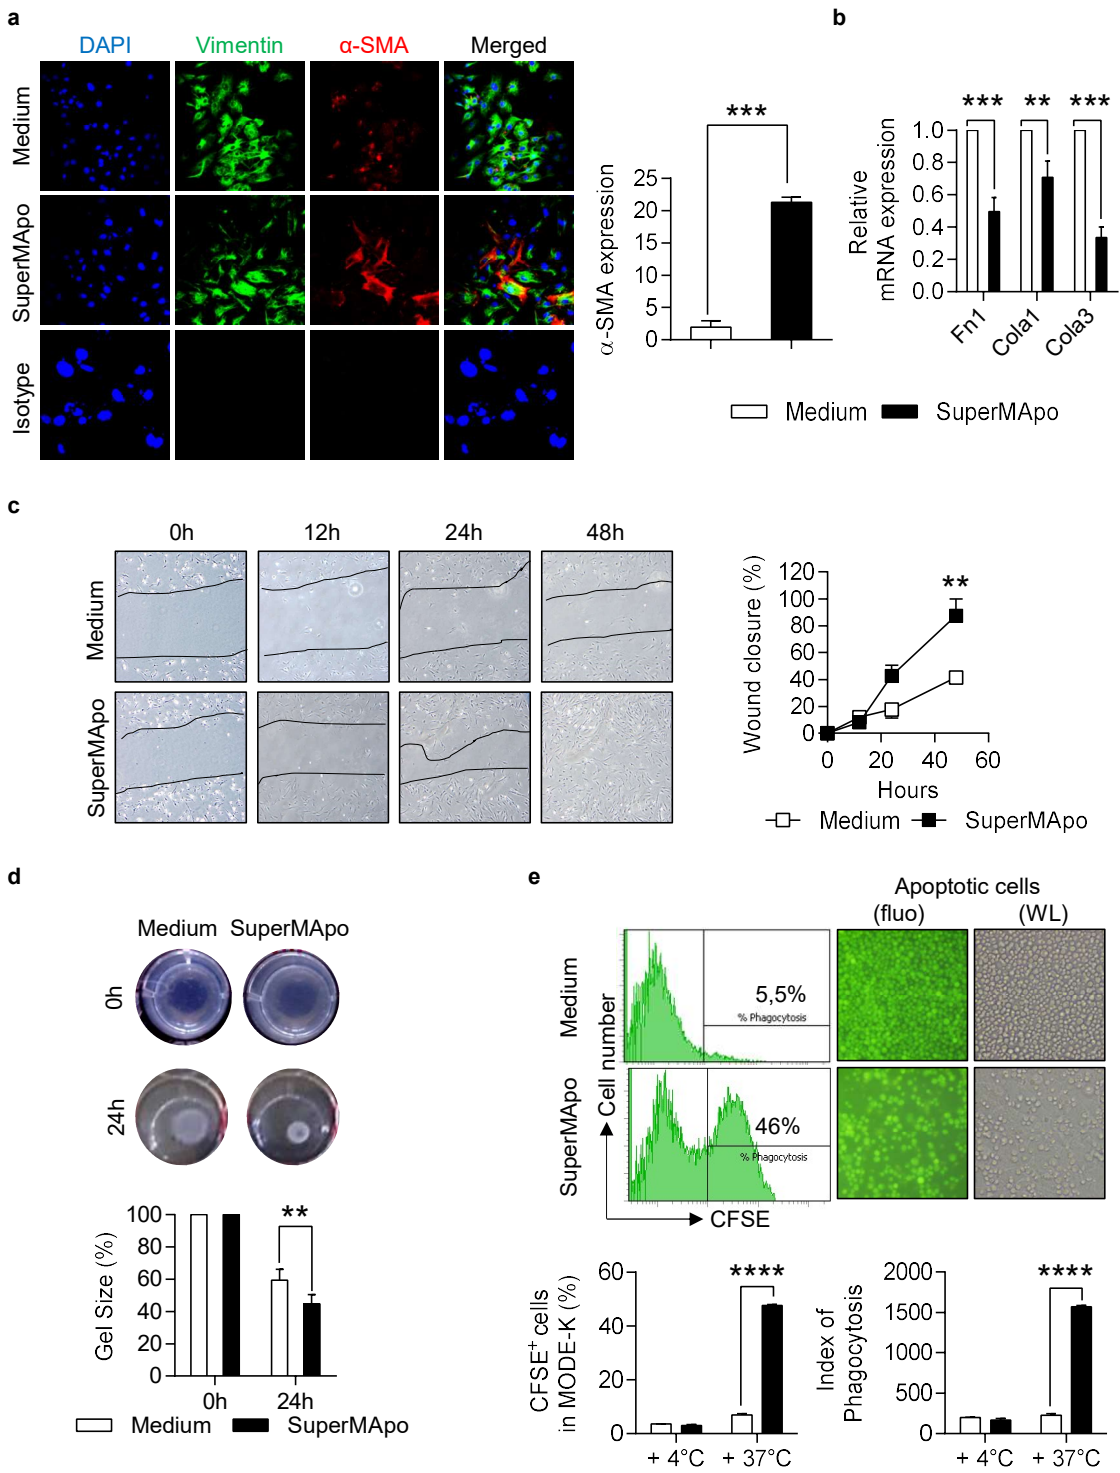 a
DAPI Vimentin α-SMA Merged
Medium
SuperMApo
Isotype
α-SMA expression
25
20
15
10
5
0
***
b
*** ** ***
Relative
mRNA expression
1.0
0.8
0.6
0.4
0.2
0.0
Fn1 Cola1 Cola3
Medium SuperMApo
c
0h 12h 24h 48h
Medium
SuperMApo
Wound closure (%)
120
100
80
60
40
20
0
**
0 20 40 60
Hours
Medium SuperMApo
d
Medium SuperMApo
0h
24h
Gel Size (%)
100
80
60
40
20
0
**
0h 24h
Medium SuperMApo
e
Apoptotic cells
(fluo) (WL)
Medium
SuperMApo
Cell number
5,5%
% Phagocytosis
46%
% Phagocytosis
CFSE
CFSE+ cells
in MODE-K (%)
60
40
20
0
****
+ 4°C + 37°C
Index of
Phagocytosis
2000
1500
1000
500
0
****
+ 4°C + 37°C